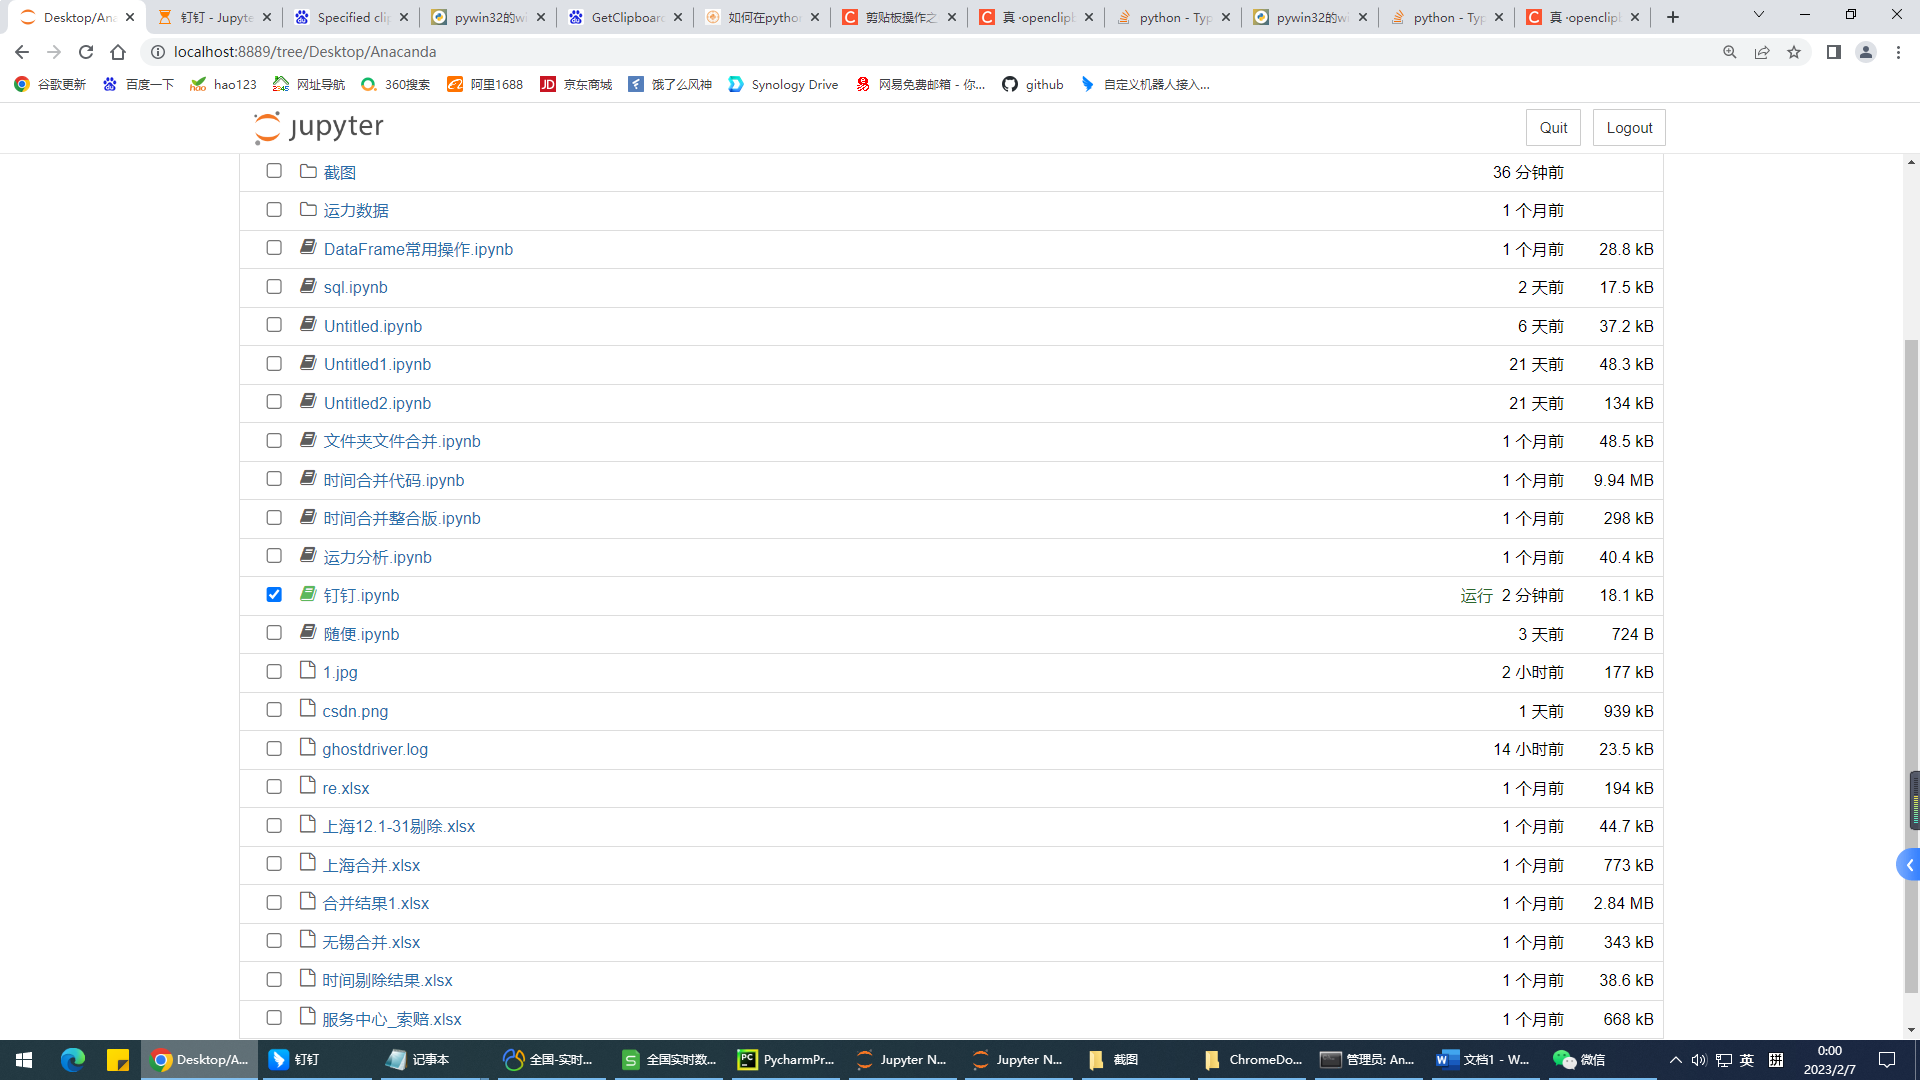 Desktop/Ana
钉钉 - Jupyte
Specified clip
pywin32的wi
GetClipboard
如何在pytho
剪贴板操作之
真 ·openclipb
python - Typ
pywin32的wi
python - Typ
真 ·openclipb
localhost:8889/tree/Desktop/Anacanda
谷歌更新
百度一下
hao123
网址导航
360搜索
阿里1688
京东商城
饿了么风神
Synology Drive
网易免费邮箱 - 你...
github
自定义机器人接入...
jupyter
Quit
Logout
截图 36 分钟前
运力数据 1 个月前
DataFrame常用操作.ipynb 1 个月前 28.8 kB
sql.ipynb 2 天前 17.5 kB
Untitled.ipynb 6 天前 37.2 kB
Untitled1.ipynb 21 天前 48.3 kB
Untitled2.ipynb 21 天前 134 kB
文件夹文件合并.ipynb 1 个月前 48.5 kB
时间合并代码.ipynb 1 个月前 9.94 MB
时间合并整合版.ipynb 1 个月前 298 kB
运力分析.ipynb 1 个月前 40.4 kB
钉钉.ipynb 运行 2 分钟前 18.1 kB
随便.ipynb 3 天前 724 B
1.jpg 2 小时前 177 kB
csdn.png 1 天前 939 kB
ghostdriver.log 14 小时前 23.5 kB
re.xlsx 1 个月前 194 kB
上海12.1-31剔除.xlsx 1 个月前 44.7 kB
上海合并.xlsx 1 个月前 773 kB
合并结果1.xlsx 1 个月前 2.84 MB
无锡合并.xlsx 1 个月前 343 kB
时间剔除结果.xlsx 1 个月前 38.6 kB
服务中心_索赔.xlsx 1 个月前 668 kB
Desktop/A...
钉钉
记事本
全国-实时...
全国实时数...
PycharmPr...
Jupyter N...
Jupyter N...
截图
ChromeDo...
管理员: An...
文档1 - W...
微信
英
拼
0:00
2023/2/7